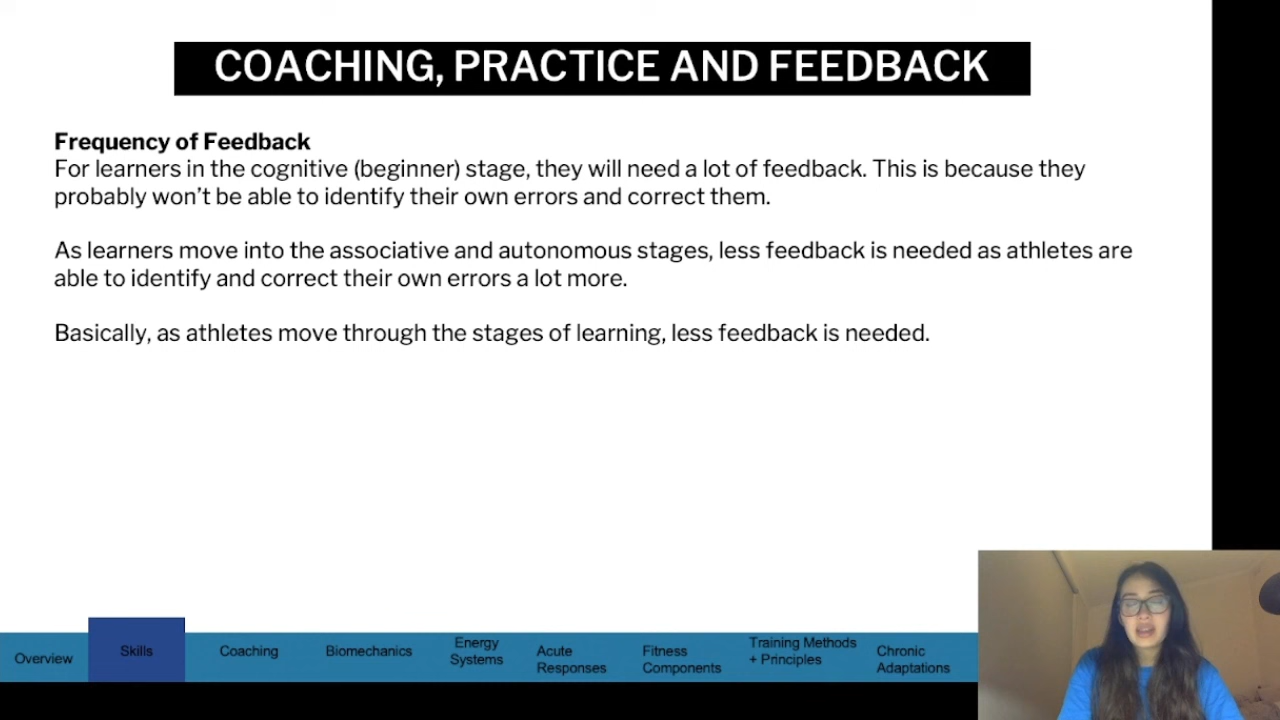 COACHING, PRACTICE AND FEEDBACK
Frequency of Feedback
For learners in the cognitive (beginner) stage, they will need a lot of feedback. This is because they
probably won’t be able to identify their own errors and correct them.
As learners move into the associative and autonomous stages, less feedback is needed as athletes are
able to identify and correct their own errors a lot more.
Basically, as athletes move through the stages of learning, less feedback is needed.
Overview
Skills
Coaching
Biomechanics
Energy
Systems
Acute
Responses
Fitness
Components
Training Methods
+ Principles
Chronic
Adaptations